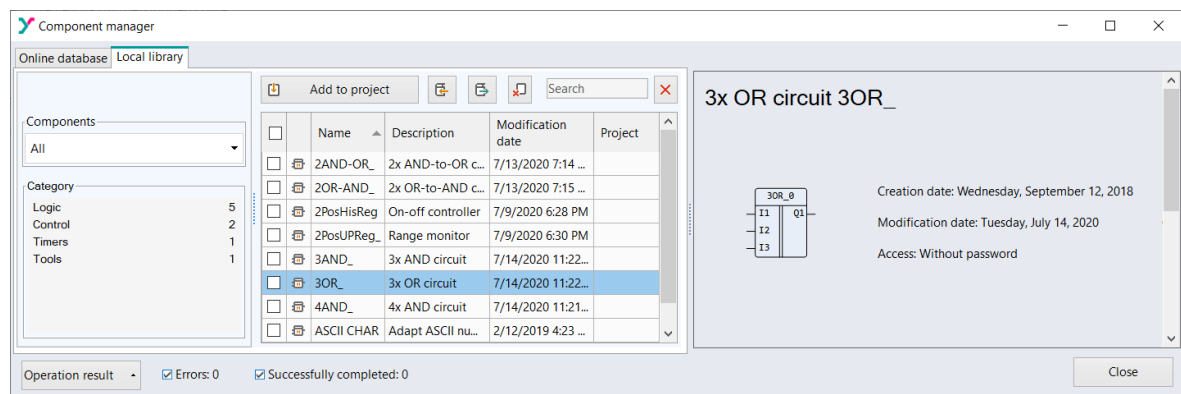 Component manager
Online database Local library
Add to project Search
Components
All
Category
Logic 5
Control 2
Timers 1
Tools 1
Name Description Modification date Project
2AND-OR_ 2x AND-to-OR c... 7/13/2020 7:14 ...
2OR-AND_ 2x OR-to-AND c... 7/13/2020 7:15 ...
2PosHisReg On-off controller 7/9/2020 6:28 PM
2PosUPReg_ Range monitor 7/9/2020 6:30 PM
3AND_ 3x AND circuit 7/14/2020 11:22...
3OR_ 3x OR circuit 7/14/2020 11:22...
4AND_ 4x AND circuit 7/14/2020 11:21...
ASCII CHAR Adapt ASCII nu... 2/12/2019 4:23 ...
3x OR circuit 3OR_
3OR_0
I1 Q1
I2
I3
Creation date: Wednesday, September 12, 2018
Modification date: Tuesday, July 14, 2020
Access: Without password
Operation result Errors: 0 Successfully completed: 0
Close